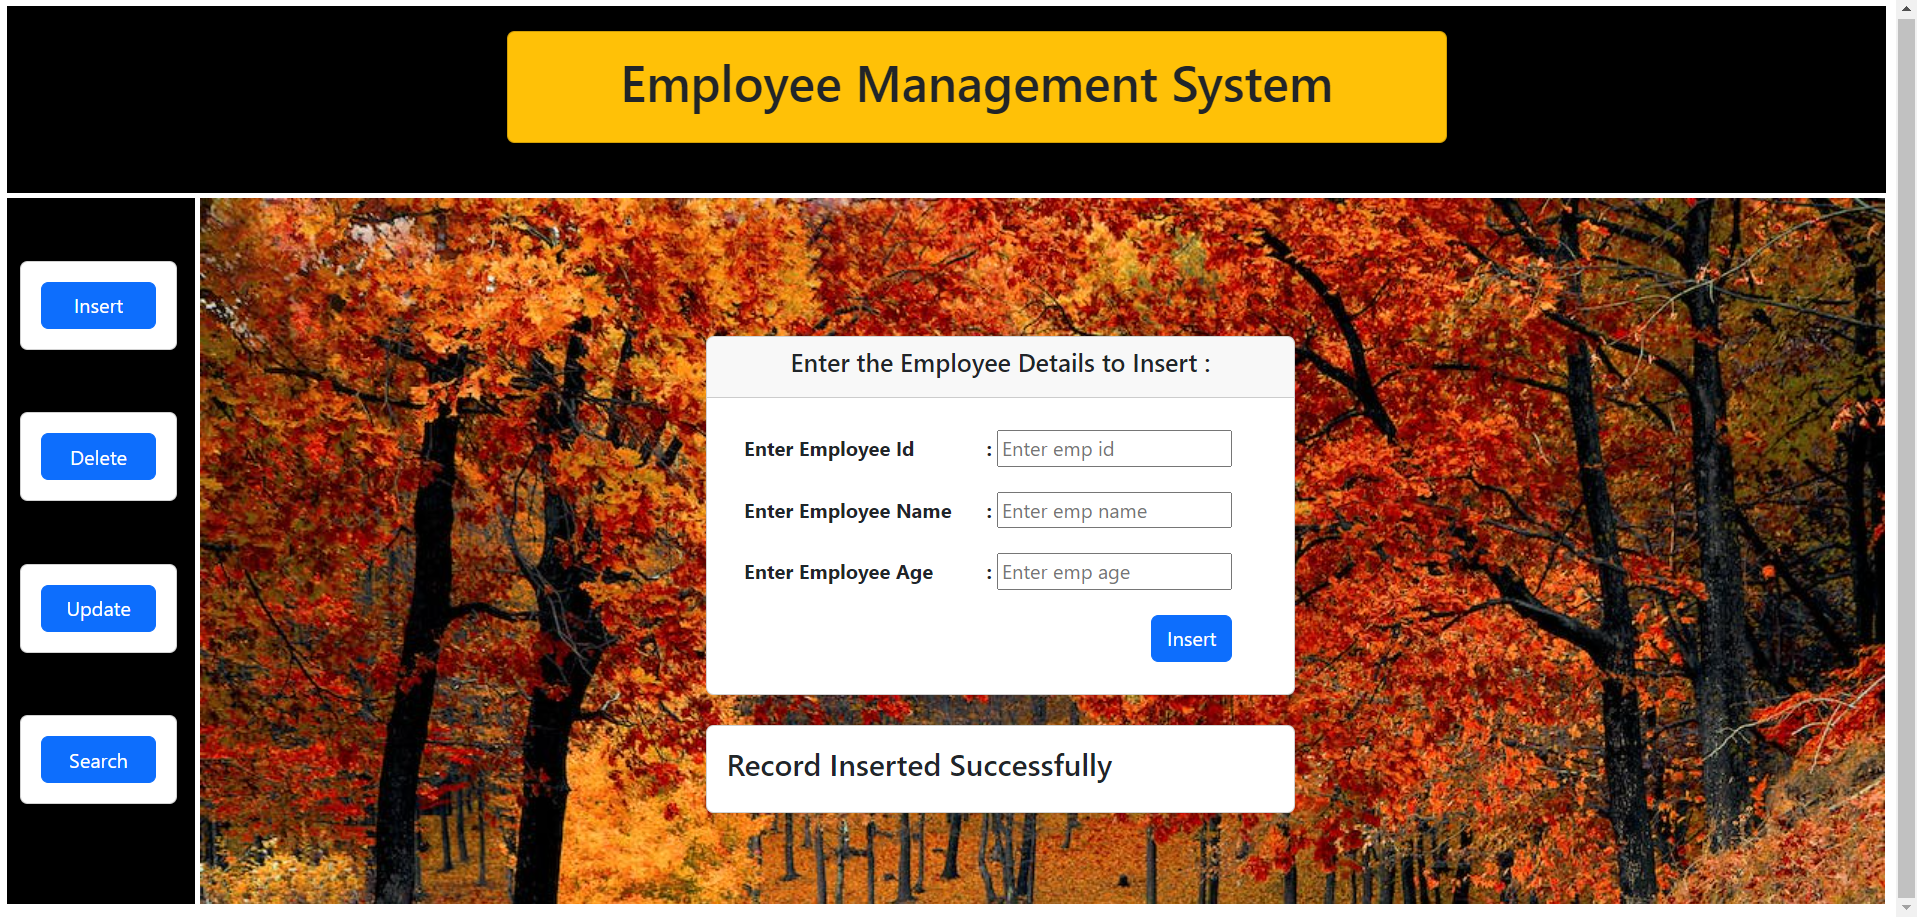 Employee Management System
Insert
Delete
Update
Search
Enter the Employee Details to Insert :
Enter Employee Id : Enter emp id
Enter Employee Name : Enter emp name
Enter Employee Age : Enter emp age
Insert
Record Inserted Successfully